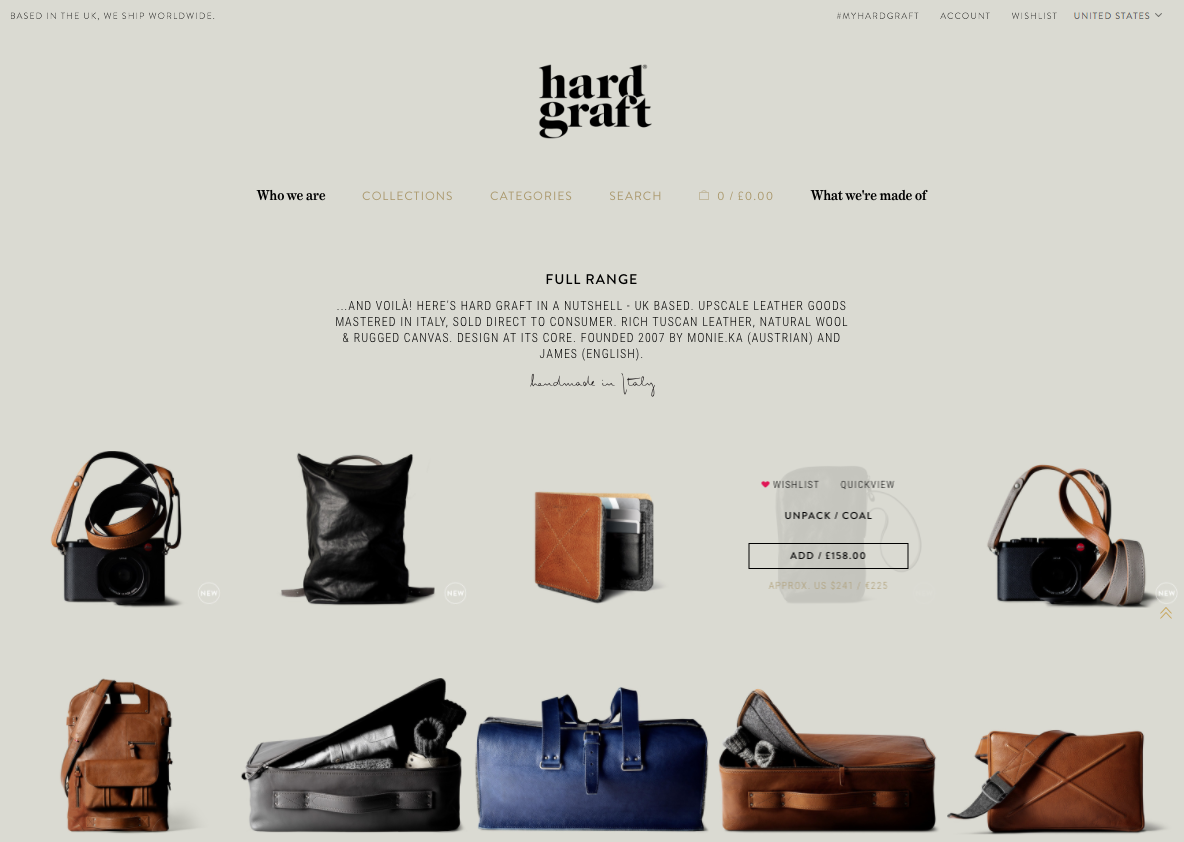 BASED IN THE UK, WE SHIP WORLDWIDE.
#MYHARDGRAFT ACCOUNT WISHLIST UNITED STATES
hard
graft
Who we are COLLECTIONS CATEGORIES SEARCH 0 / £0.00 What we're made of
FULL RANGE
...AND VOILÀ! HERE'S HARD GRAFT IN A NUTSHELL - UK BASED. UPSCALE LEATHER GOODS
MASTERED IN ITALY, SOLD DIRECT TO CONSUMER. RICH TUSCAN LEATHER, NATURAL WOOL
& RUGGED CANVAS. DESIGN AT ITS CORE. FOUNDED 2007 BY MONIE.KA (AUSTRIAN) AND
JAMES (ENGLISH).
handmade in Italy
WISHLIST QUICKVIEW
UNPACK / COAL
ADD / £158.00
APPROX. US $241 / €225
NEW
NEW
NEW